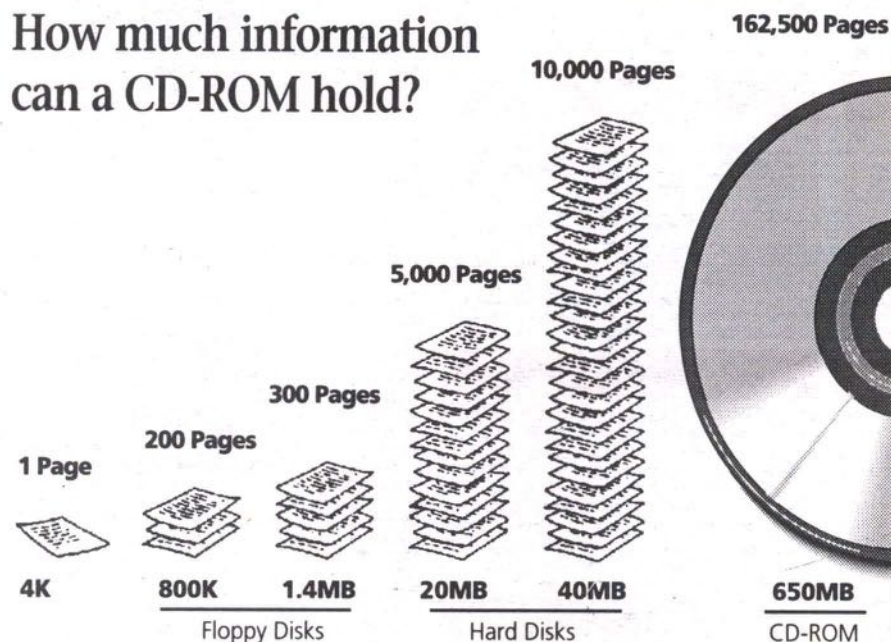 How much information
can a CD-ROM hold?
162,500 Pages
10,000 Pages
5,000 Pages
300 Pages
200 Pages
1 Page
4K
800K
1.4MB
20MB
40MB
650MB
Floppy Disks
Hard Disks
CD-ROM